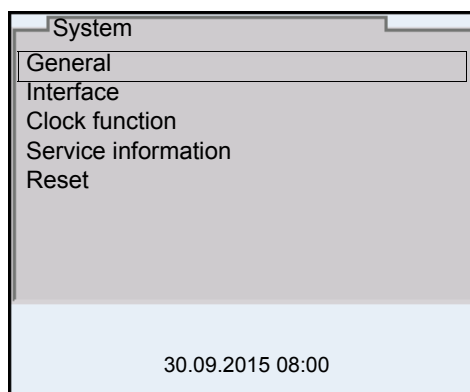 System
General
Interface
Clock function
Service information
Reset
30.09.2015 08:00